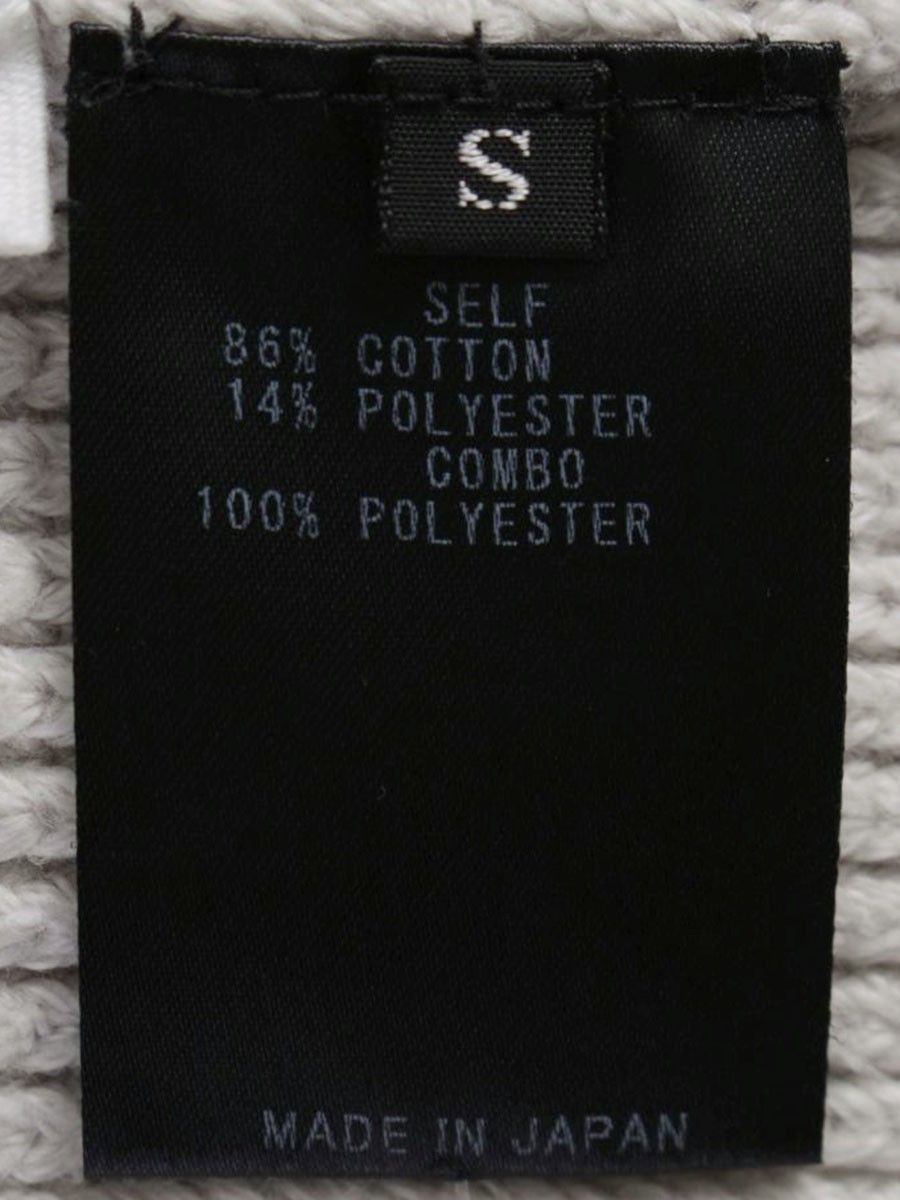 S
SELF
86% COTTON
14% POLYESTER
COMBO
100% POLYESTER
MADE IN JAPAN